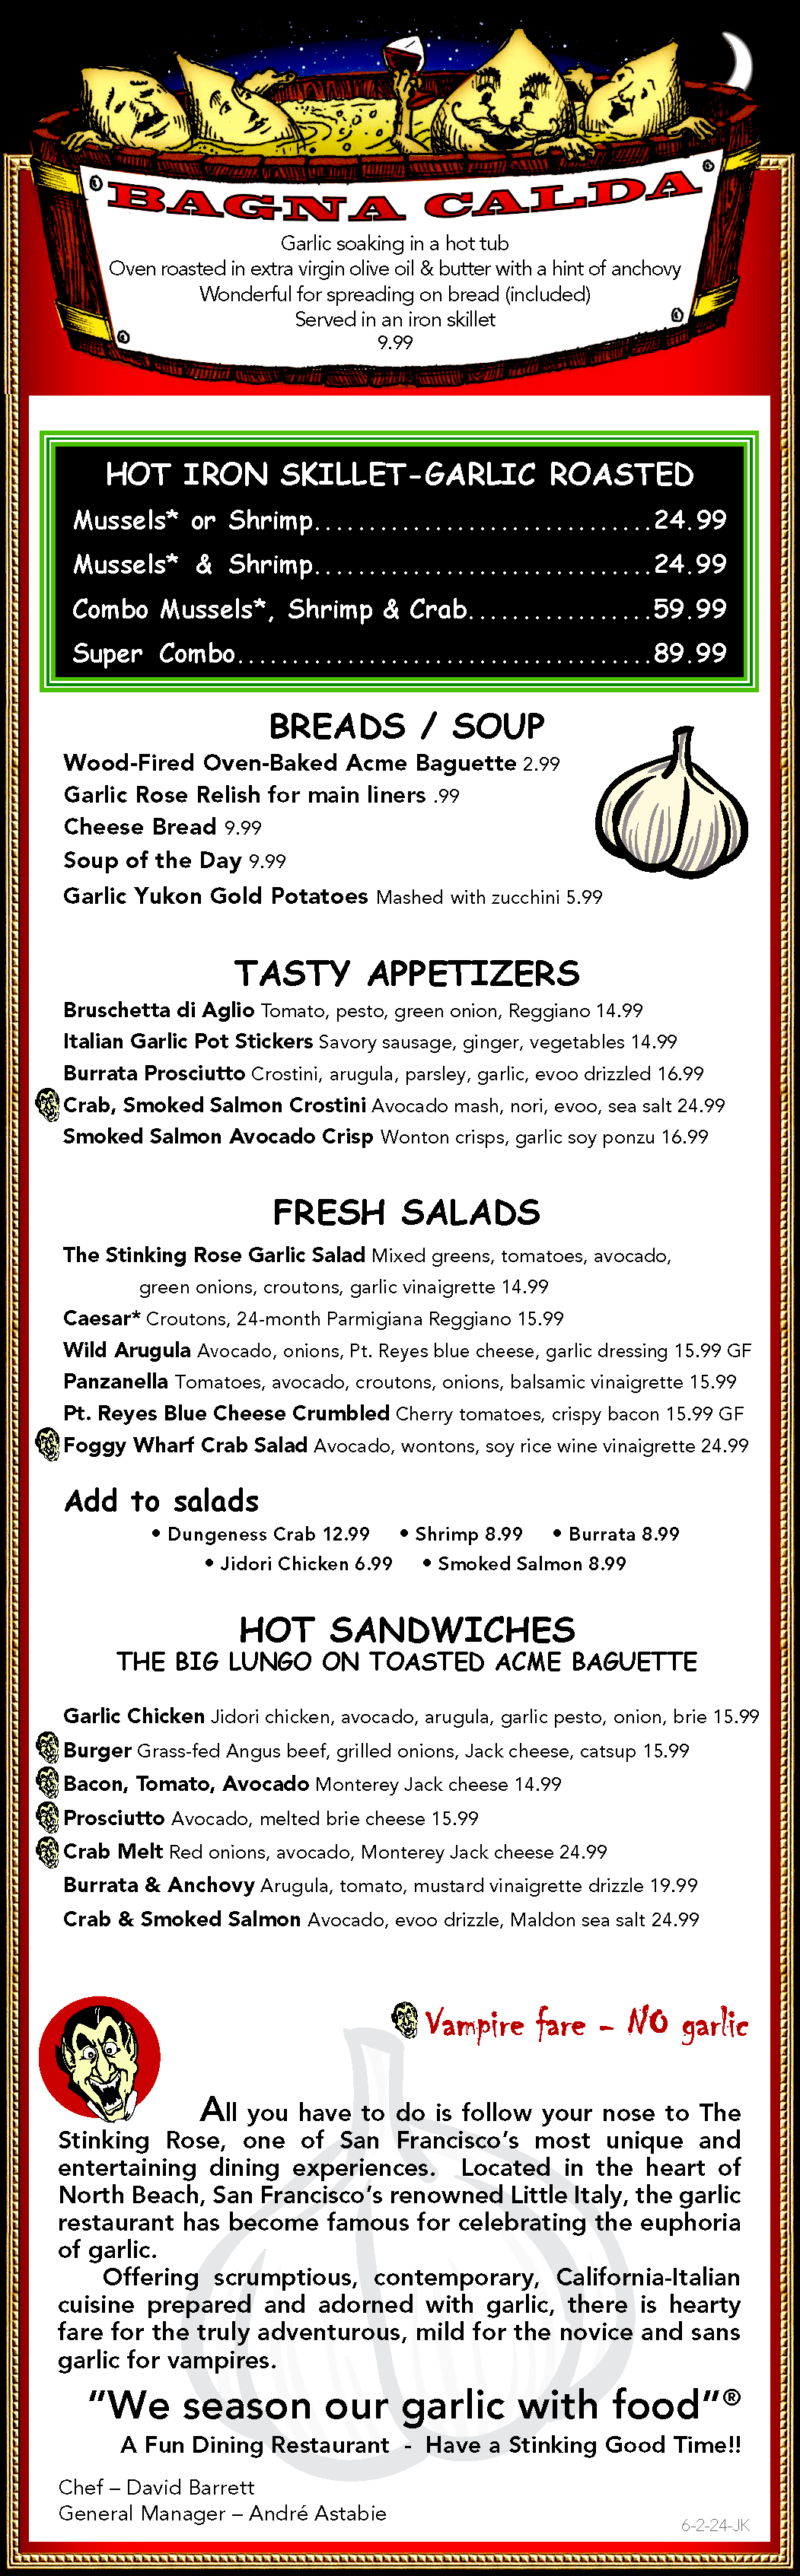 BAGNA CALDA
Garlic soaking in a hot tub
Oven roasted in extra virgin olive oil & butter with a hint of anchovy
Wonderful for spreading on bread (included)
Served in an iron skillet
9.99
HOT IRON SKILLET-GARLIC ROASTED
Mussels* or Shrimp...............................24.99
Mussels* & Shrimp...............................24.99
Combo Mussels*, Shrimp & Crab.................59.99
Super Combo......................................89.99
BREADS / SOUP
Wood-Fired Oven-Baked Acme Baguette 2.99
Garlic Rose Relish for main liners .99
Cheese Bread 9.99
Soup of the Day 9.99
Garlic Yukon Gold Potatoes Mashed with zucchini 5.99
TASTY APPETIZERS
Bruschetta di Aglio Tomato, pesto, green onion, Reggiano 14.99
Italian Garlic Pot Stickers Savory sausage, ginger, vegetables 14.99
Burrata Prosciutto Crostini, arugula, parsley, garlic, evoo drizzled 16.99
Crab, Smoked Salmon Crostini Avocado mash, nori, evoo, sea salt 24.99
Smoked Salmon Avocado Crisp Wonton crisps, garlic soy ponzu 16.99
FRESH SALADS
The Stinking Rose Garlic Salad Mixed greens, tomatoes, avocado,
green onions, croutons, garlic vinaigrette 14.99
Caesar* Croutons, 24-month Parmigiana Reggiano 15.99
Wild Arugula Avocado, onions, Pt. Reyes blue cheese, garlic dressing 15.99 GF
Panzanella Tomatoes, avocado, croutons, onions, balsamic vinaigrette 15.99
Pt. Reyes Blue Cheese Crumbled Cherry tomatoes, crispy bacon 15.99 GF
Foggy Wharf Crab Salad Avocado, wontons, soy rice wine vinaigrette 24.99
Add to salads
• Dungeness Crab 12.99 • Shrimp 8.99 • Burrata 8.99
• Jidori Chicken 6.99 • Smoked Salmon 8.99
HOT SANDWICHES
THE BIG LUNGO ON TOASTED ACME BAGUETTE
Garlic Chicken Jidori chicken, avocado, arugula, garlic pesto, onion, brie 15.99
Burger Grass-fed Angus beef, grilled onions, Jack cheese, catsup 15.99
Bacon, Tomato, Avocado Monterey Jack cheese 14.99
Prosciutto Avocado, melted brie cheese 15.99
Crab Melt Red onions, avocado, Monterey Jack cheese 24.99
Burrata & Anchovy Arugula, tomato, mustard vinaigrette drizzle 19.99
Crab & Smoked Salmon Avocado, evoo drizzle, Maldon sea salt 24.99
Vampire fare - NO garlic
All you have to do is follow your nose to The
Stinking Rose, one of San Francisco's most unique and
entertaining dining experiences. Located in the heart of
North Beach, San Francisco's renowned Little Italy, the garlic
restaurant has become famous for celebrating the euphoria
of garlic.
Offering scrumptious, contemporary, California-Italian
cuisine prepared and adorned with garlic, there is hearty
fare for the truly adventurous, mild for the novice and sans
garlic for vampires.
"We season our garlic with food"®
A Fun Dining Restaurant - Have a Stinking Good Time!!
Chef – David Barrett
General Manager – André Astabie
6-2-24-JK